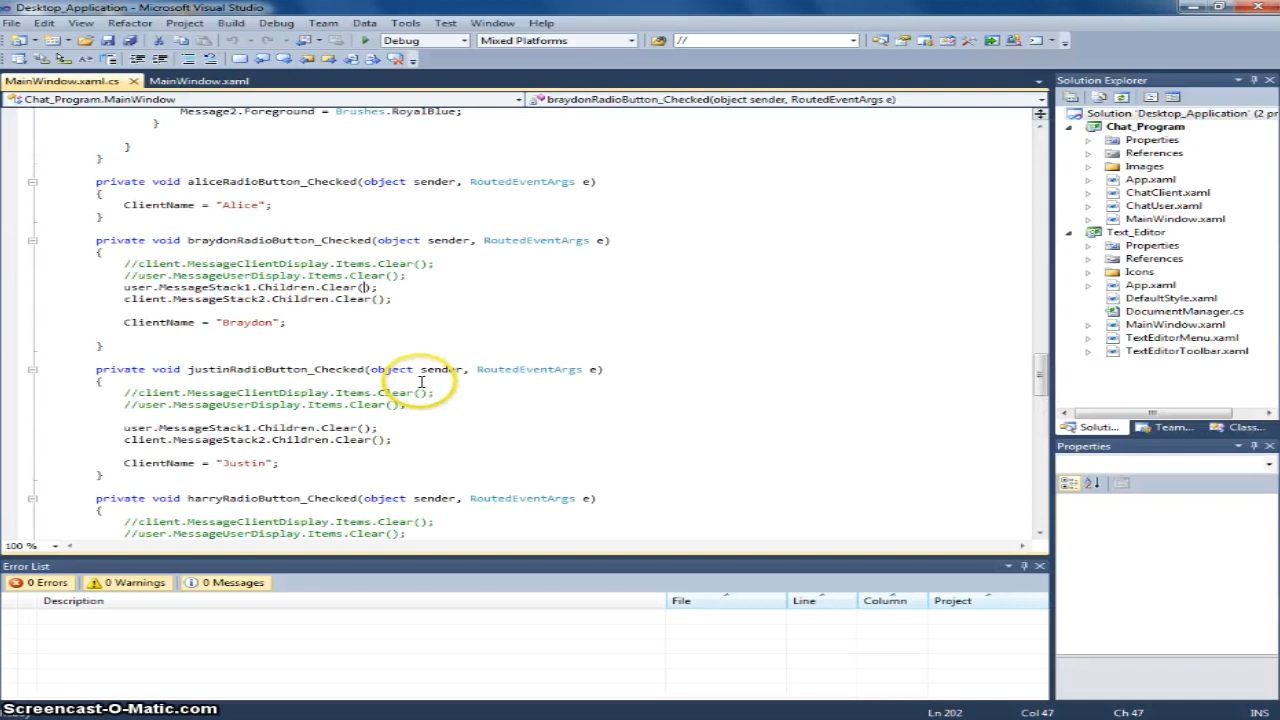 Desktop_Application - Microsoft Visual Studio
File Edit View Refactor Project Build Debug Team Data Tools Test Window Help
Debug Mixed Platforms //
MainWindow.xaml.cs MainWindow.xaml
Chat_Program.MainWindow braydonRadioButton_Checked(object sender, RoutedEventArgs e)
Message2.Foreground = Brushes.RoyalBlue;
}
}
}
private void aliceRadioButton_Checked(object sender, RoutedEventArgs e)
{
ClientName = "Alice";
}
private void braydonRadioButton_Checked(object sender, RoutedEventArgs e)
{
//client.MessageClientDisplay.Items.Clear();
//user.MessageUserDisplay.Items.Clear();
user.MessageStack1.Children.Clear();
client.MessageStack2.Children.Clear();
ClientName = "Braydon";
}
private void justinRadioButton_Checked(object sender, RoutedEventArgs e)
{
//client.MessageClientDisplay.Items.Clear();
//user.MessageUserDisplay.Items.Clear();
user.MessageStack1.Children.Clear();
client.MessageStack2.Children.Clear();
ClientName = "Justin";
}
private void harryRadioButton_Checked(object sender, RoutedEventArgs e)
{
//client.MessageClientDisplay.Items.Clear();
//user.MessageUserDisplay.Items.Clear();
100 %
Error List
0 Errors 0 Warnings 0 Messages
Description File Line Column Project
Solution Explorer
Solution 'Desktop_Application' (2 pr
Chat_Program
Properties
References
Images
App.xaml
ChatClient.xaml
ChatUser.xaml
MainWindow.xaml
Text_Editor
Properties
References
Icons
App.xaml
DefaultStyle.xaml
DocumentManager.cs
MainWindow.xaml
TextEditorMenu.xaml
TextEditorToolbar.xaml
Soluti... Team... Class...
Properties
Screencast-O-Matic.com
Ln 202 Col 47 Ch 47 INS